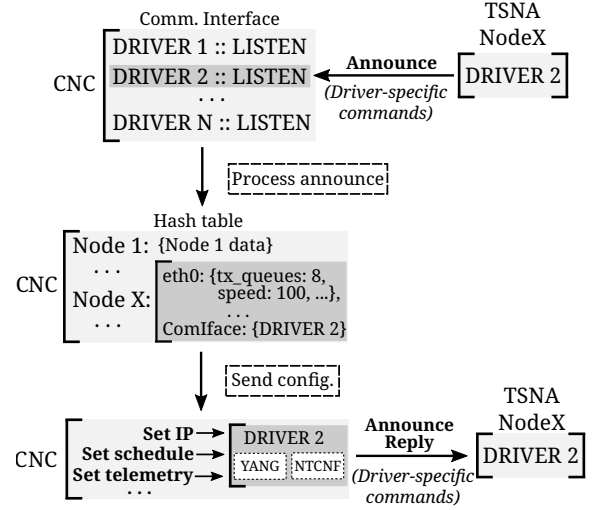 Comm. Interface
TSNA
NodeX
CNC
DRIVER 1 :: LISTEN
DRIVER 2 :: LISTEN
...
DRIVER N :: LISTEN
Announce
(Driver-specific
commands)
DRIVER 2
Process announce
Hash table
CNC
Node 1: {Node 1 data}
...
Node X:
...
eth0: {tx_queues: 8,
speed: 100, ...},
...
ComIface: {DRIVER 2}
Send config.
CNC
Set IP
Set schedule
Set telemetry
...
DRIVER 2
YANG NTCNF
Announce
Reply
(Driver-specific
commands)
TSNA
NodeX
DRIVER 2